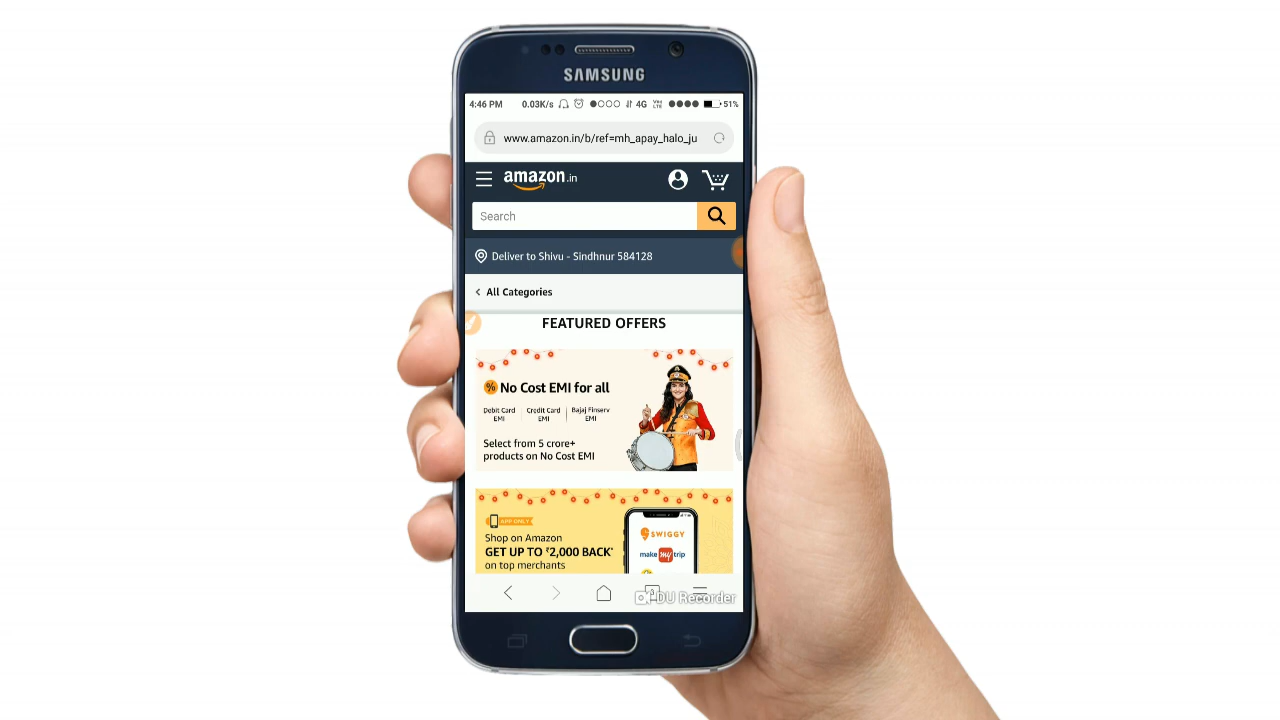 SAMSUNG
4:46 PM 0.03K/s 4G VoLTE 51%
www.amazon.in/b/ref=mh_apay_halo_ju
amazon.in
Search
Deliver to Shivu - Sindhnur 584128
< All Categories
FEATURED OFFERS
% No Cost EMI for all
Debit Card EMI | Credit Card EMI | Bajaj Finserv EMI
Select from 5 crore+
products on No Cost EMI
APP ONLY
Shop on Amazon
GET UP TO ₹2,000 BACK*
on top merchants
SWIGGY
make my trip
DU Recorder